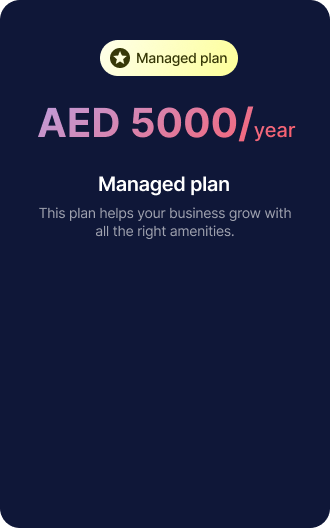 Managed plan
AED 5000/year
Managed plan
This plan helps your business grow with
all the right amenities.